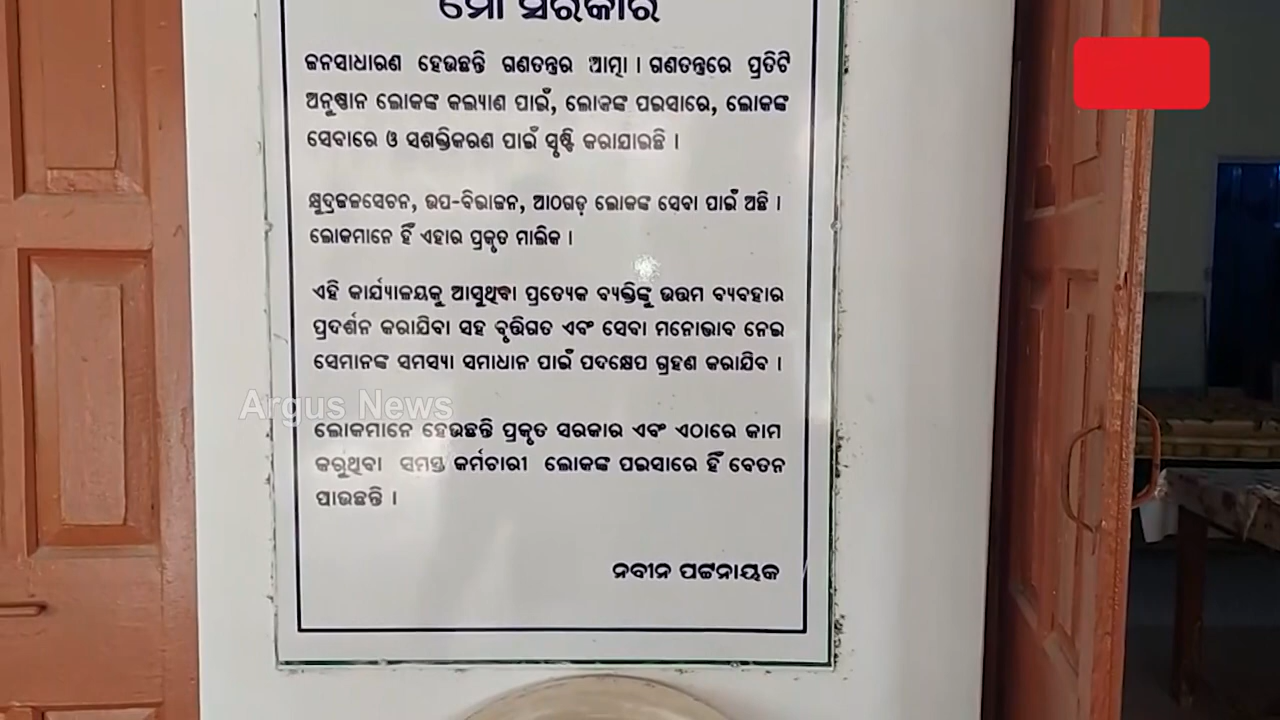 ମୋ ସରକାର
ଜନସାଧାରଣ ହେଉଛନ୍ତି ଗଣତନ୍ତ୍ରର ଆତ୍ମା । ଗଣତନ୍ତ୍ରରେ ପ୍ରତିଟି
ଅନୁଷ୍ଠାନ ଲୋକଙ୍କ କଲ୍ୟାଣ ପାଇଁ, ଲୋକଙ୍କ ପଇସାରେ, ଲୋକଙ୍କ
ସେବାରେ ଓ ସଶକ୍ତିକରଣ ପାଇଁ ସୃଷ୍ଟି କରାଯାଇଛି ।
କ୍ଷୁଦ୍ରଜଳସେଚନ, ଉପ-ବିଭାଜନ, ଆଠଗଡ଼ ଲୋକଙ୍କ ସେବା ପାଇଁ ଅଛି ।
ଲୋକମାନେ ହିଁ ଏହାର ପ୍ରକୃତ ମାଲିକ ।
ଏହି କାର୍ଯ୍ୟାଳୟକୁ ଆସୁଥିବା ପ୍ରତ୍ୟେକ ବ୍ୟକ୍ତିଙ୍କୁ ଉତ୍ତମ ବ୍ୟବହାର
ପ୍ରଦର୍ଶନ କରାଯିବା ସହ ବୃତ୍ତିଗତ ଏବଂ ସେବା ମନୋଭାବ ନେଇ
ସେମାନଙ୍କ ସମସ୍ୟା ସମାଧାନ ପାଇଁ ପଦକ୍ଷେପ ଗ୍ରହଣ କରାଯିବ ।
Argus News
ଲୋକମାନେ ହେଉଛନ୍ତି ପ୍ରକୃତ ସରକାର ଏବଂ ଏଠାରେ କାମ
କରୁଥିବା ସମସ୍ତ କର୍ମଚାରୀ ଲୋକଙ୍କ ପଇସାରେ ହିଁ ବେତନ
ପାଉଛନ୍ତି ।
ନବୀନ ପଟ୍ଟନାୟକ